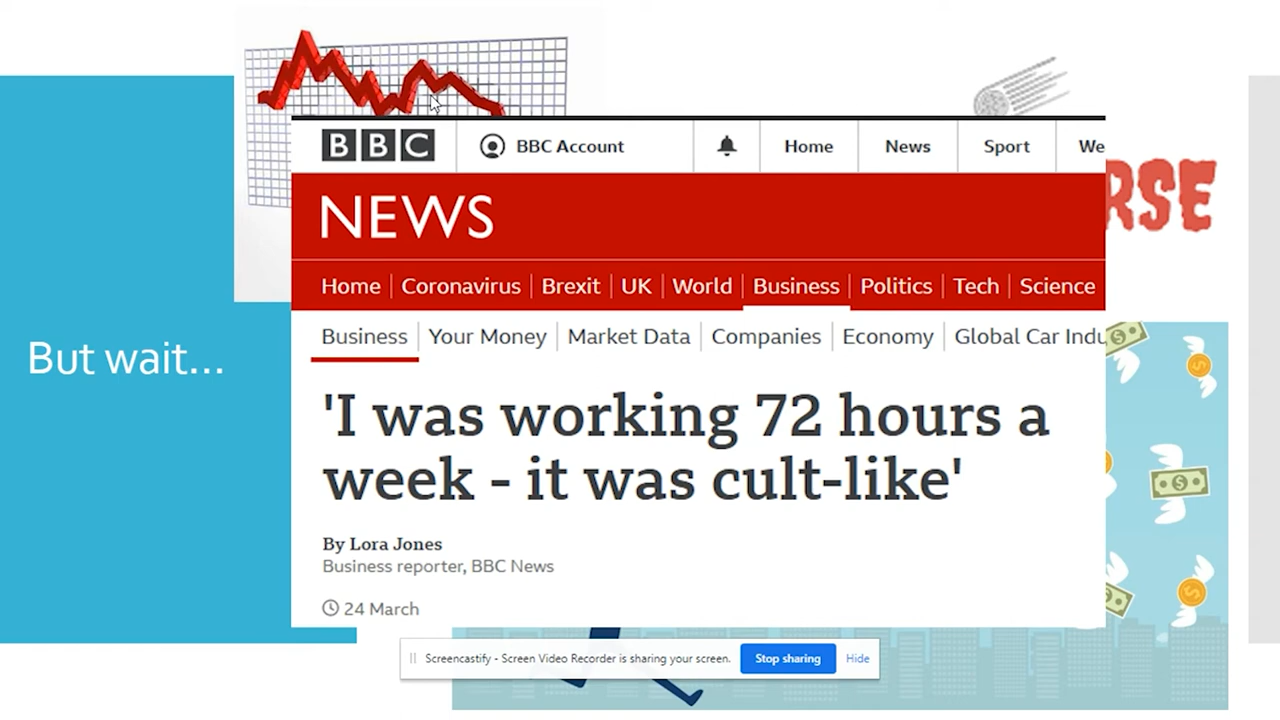 But wait...
BBC BBC Account Home News Sport We
RSE
NEWS
Home Coronavirus Brexit UK World Business Politics Tech Science
Business Your Money Market Data Companies Economy Global Car Indu
'I was working 72 hours a
week - it was cult-like'
By Lora Jones
Business reporter, BBC News
24 March
Screencastify - Screen Video Recorder is sharing your screen. Stop sharing Hide